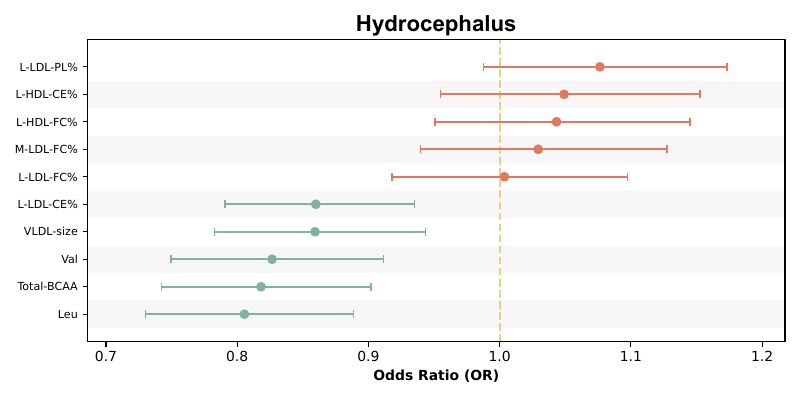 Hydrocephalus
L-LDL-PL%
L-HDL-CE%
L-HDL-FC%
M-LDL-FC%
L-LDL-FC%
L-LDL-CE%
VLDL-size
Val
Total-BCAA
Leu
0.7 0.8 0.9 1.0 1.1 1.2
Odds Ratio (OR)